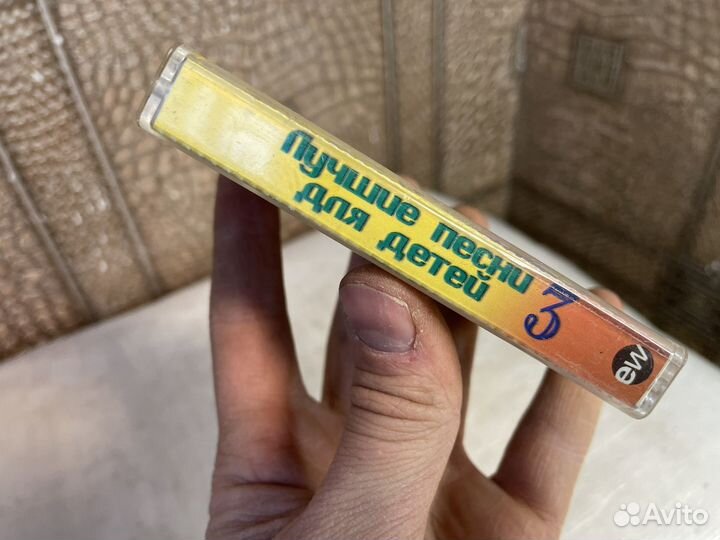 Лучшие песни
для детей
3
ew
Avito